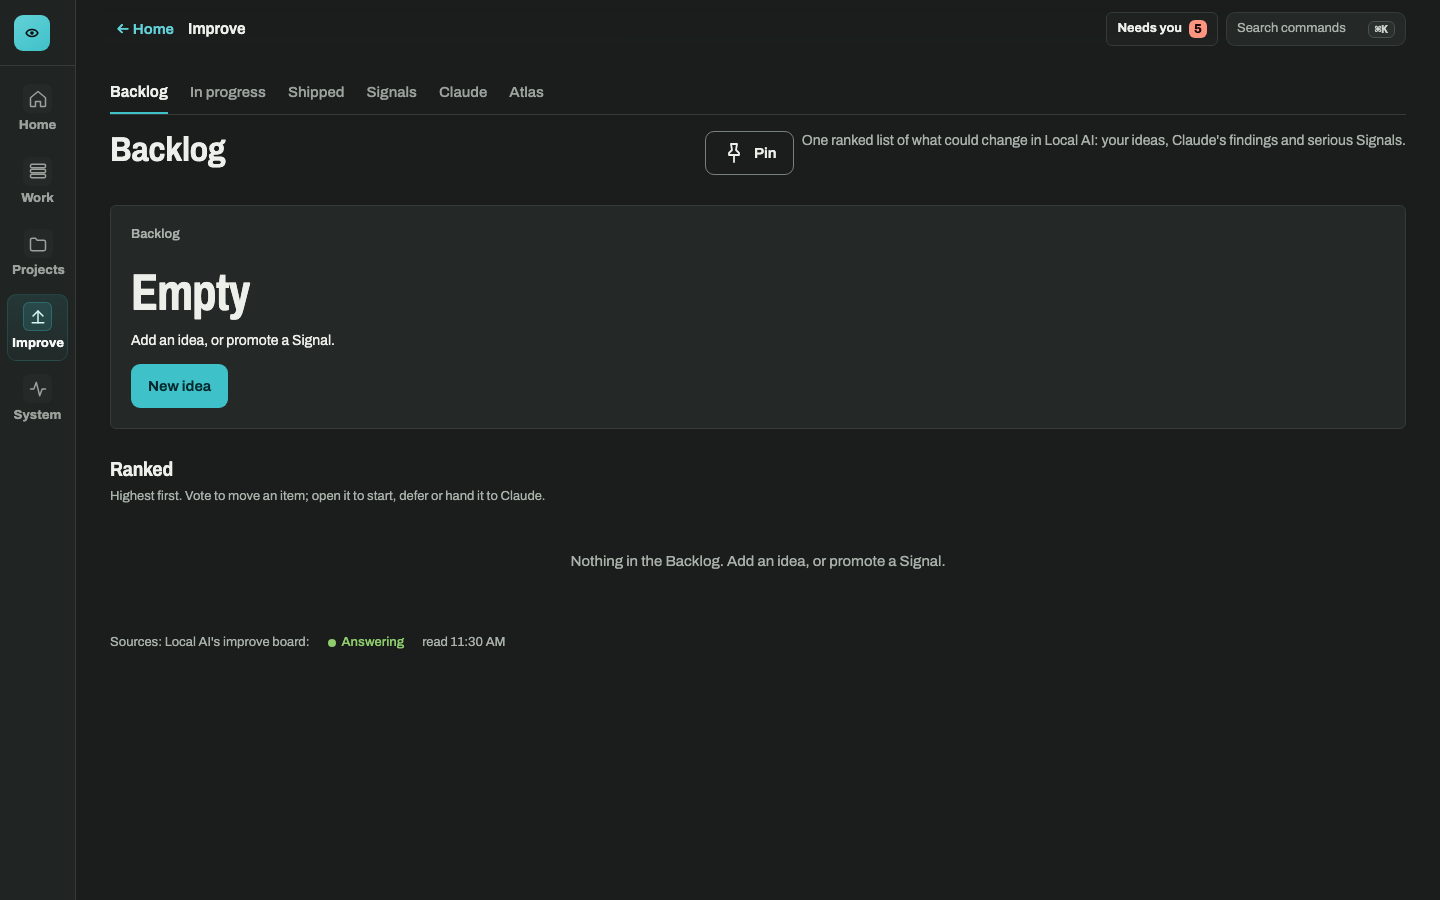 ← Home Improve
Needs you 5
Search commands ⌘K
Home
Work
Projects
Improve
System
Backlog In progress Shipped Signals Claude Atlas
Backlog
Pin
One ranked list of what could change in Local AI: your ideas, Claude's findings and serious Signals.
Backlog
Empty
Add an idea, or promote a Signal.
New idea
Ranked
Highest first. Vote to move an item; open it to start, defer or hand it to Claude.
Nothing in the Backlog. Add an idea, or promote a Signal.
Sources: Local AI's improve board: Answering read 11:30 AM